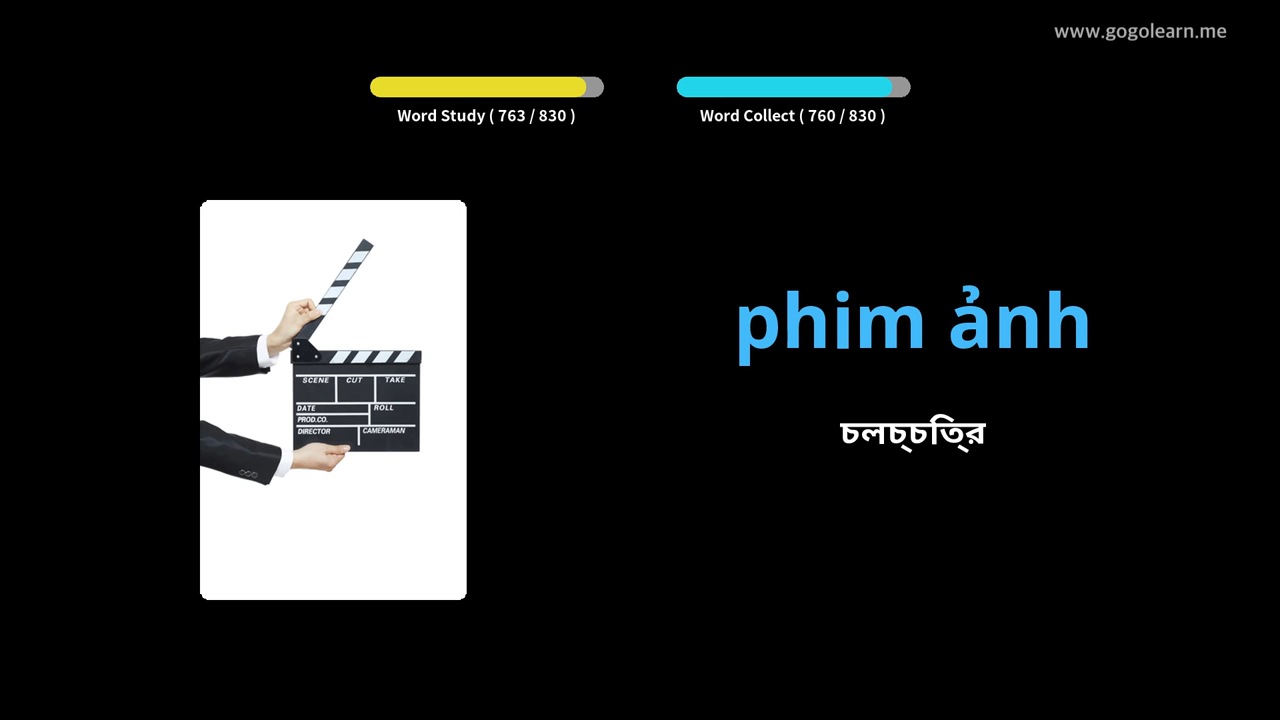 www.gogolearn.me
Word Study ( 763 / 830 )
Word Collect ( 760 / 830 )
phim ảnh
চলচ্চিত্র
SCENE CUT TAKE
DATE ROLL
PROD.CO.
DIRECTOR CAMERAMAN